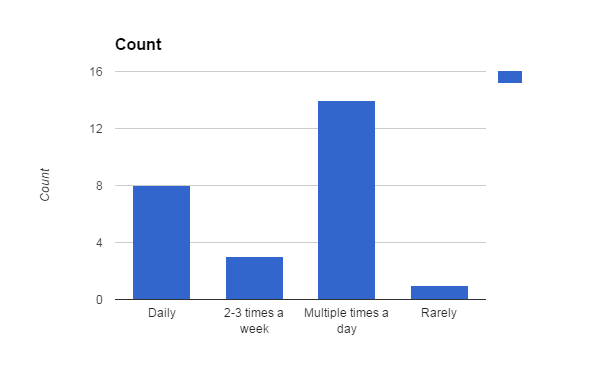 Count
16
12
8
4
0
Count
Daily
2-3 times a
week
Multiple times a
day
Rarely